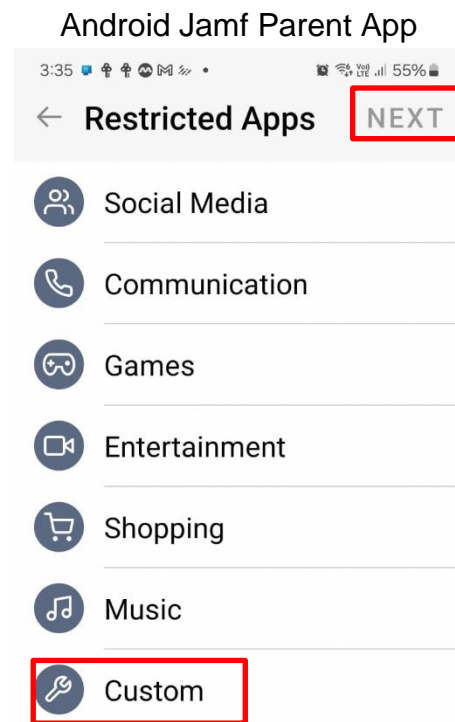 Android Jamf Parent App
3:35 55%
Restricted Apps NEXT
Social Media
Communication
Games
Entertainment
Shopping
Music
Custom